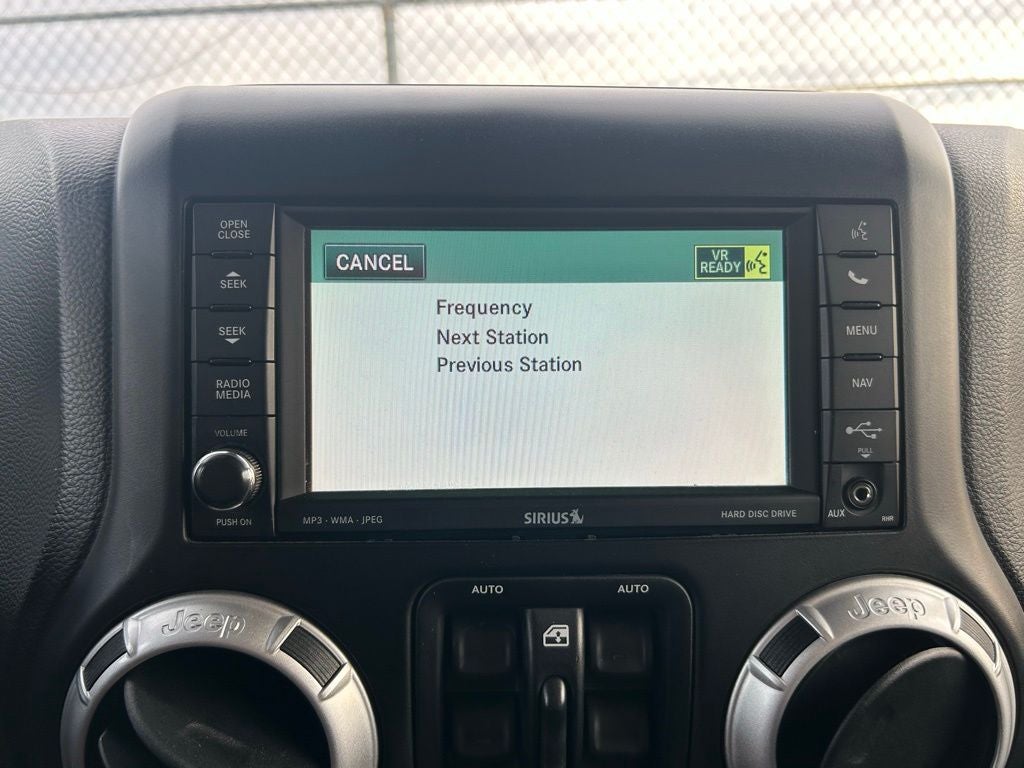 OPEN
CLOSE
SEEK
SEEK
RADIO
MEDIA
VOLUME
PUSH ON
CANCEL
VR
READY
Frequency
Next Station
Previous Station
MP3 · WMA · JPEG
SIRIUS
HARD DISC DRIVE
MENU
NAV
PULL
AUX
RHR
AUTO
AUTO
Jeep
Jeep